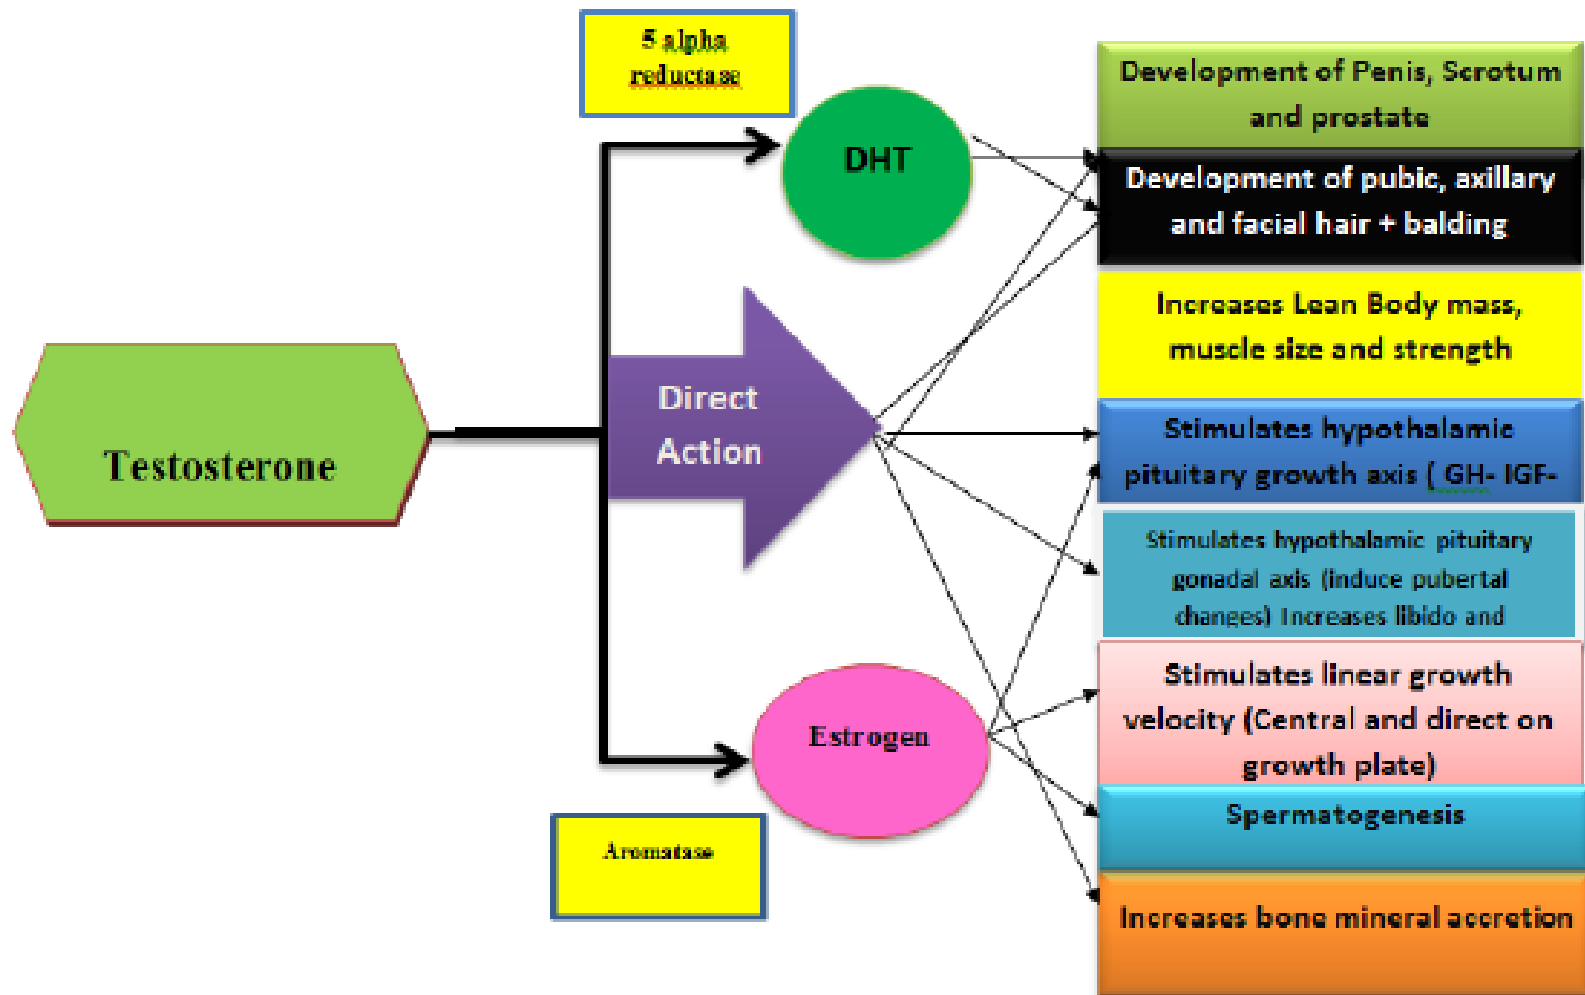 5 alpha
reductase
DHT
Direct
Action
Testosterone
Estrogen
Aromatase
Development of Penis, Scrotum
and prostate
Development of pubic, axillary
and facial hair + balding
Increases Lean Body mass,
muscle size and strength
Stimulates hypothalamic
pituitary growth axis ( GH- IGF-
Stimulates hypothalamic pituitary
gonadal axis (induce pubertal
changes) Increases libido and
Stimulates linear growth
velocity (Central and direct on
growth plate)
Spermatogenesis
Increases bone mineral accretion